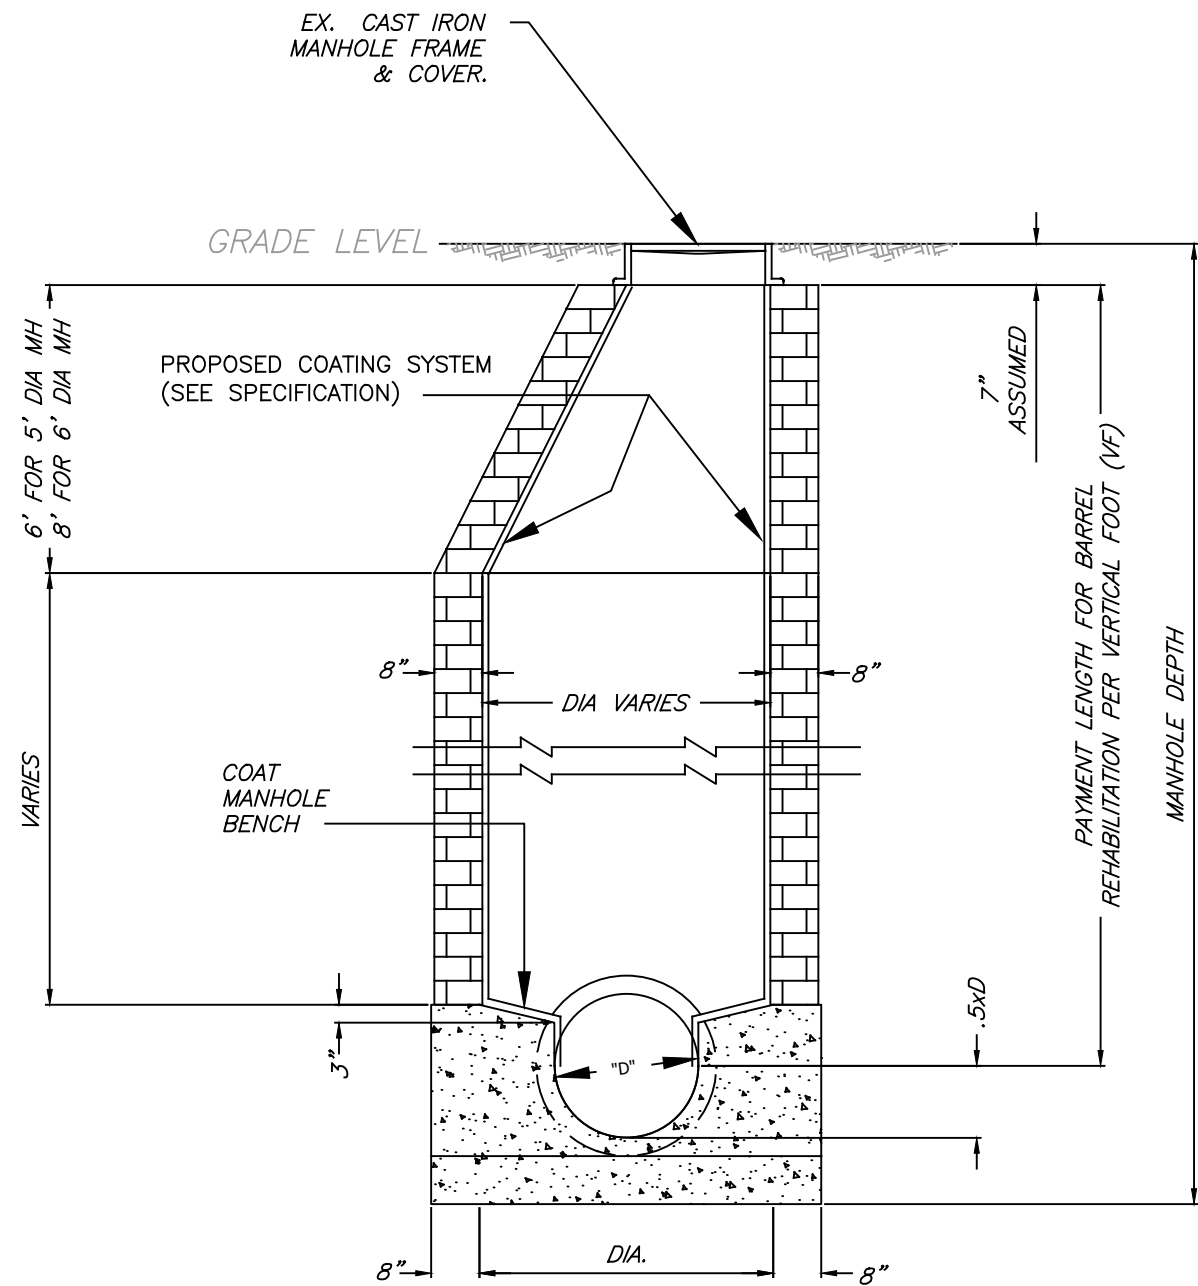 EX. CAST IRON
MANHOLE FRAME
& COVER.
GRADE LEVEL
6' FOR 5' DIA MH
8' FOR 6' DIA MH
PROPOSED COATING SYSTEM
(SEE SPECIFICATION)
7"
ASSUMED
PAYMENT LENGTH FOR BARREL
REHABILITATION PER VERTICAL FOOT (VF)
MANHOLE DEPTH
8"
8"
DIA VARIES
VARIES
COAT
MANHOLE
BENCH
3"
"D"
.5xD
8"
DIA.
8"